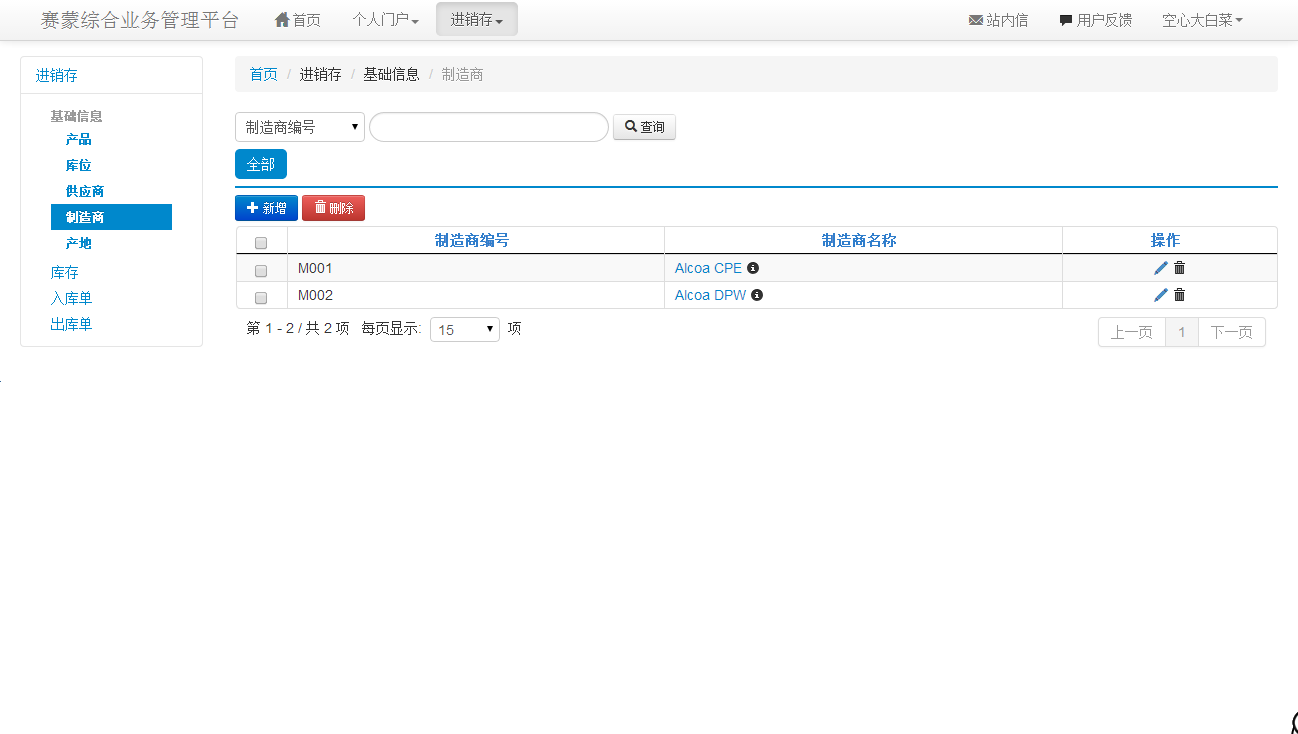 赛蒙综合业务管理平台 首页 个人门户 进销存 站内信 用户反馈 空心大白菜
进销存
基础信息
产品
库位
供应商
制造商
产地
库存
入库单
出库单
首页 / 进销存 / 基础信息 / 制造商
制造商编号 查询
全部
新增 删除
制造商编号 制造商名称 操作
M001 Alcoa CPE
M002 Alcoa DPW
第 1 - 2 / 共 2 项 每页显示: 15 项
上一页 1 下一页